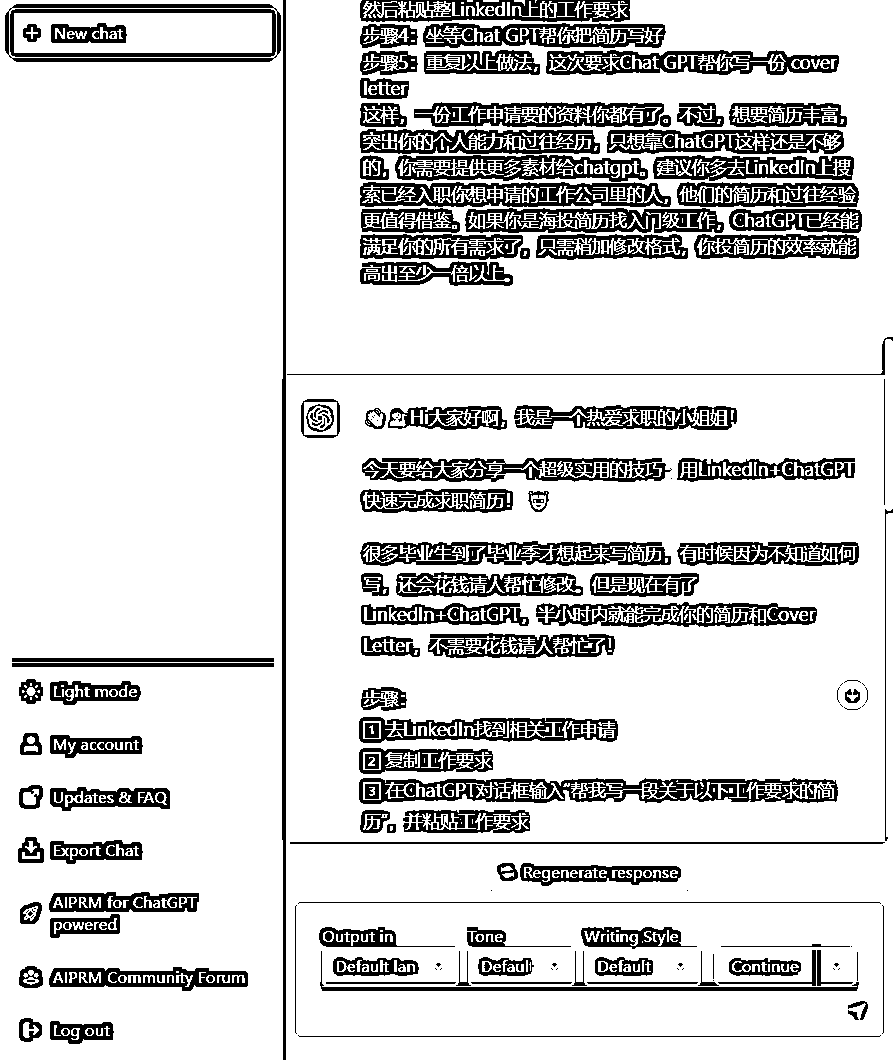 New chat
然后粘贴整LinkedIn上的工作要求
步骤4：坐等Chat GPT帮你把简历写好
步骤5：重复以上做法，这次要求Chat GPT帮你写一份 cover
letter
这样，一份工作申请要的资料你都有了。不过，想要简历丰富，
突出你的个人能力和过往经历，只想靠ChatGPT这样还是不够
的，你需要提供更多素材给chatgpt。建议你多去LinkedIn上搜
索已经入职你想申请的工作公司里的人，他们的简历和过往经验
更值得借鉴。如果你是海投简历找入门级工作，ChatGPT已经能
满足你的所有需求了，只需稍加修改格式，你投简历的效率就能
高出至少一倍以上。
👋👩Hi大家好啊，我是一个热爱求职的小姐姐！
今天要给大家分享一个超级实用的技巧- 用LinkedIn+ChatGPT
快速完成求职简历！
很多毕业生到了毕业季才想起来写简历，有时候因为不知道如何
写，还会花钱请人帮忙修改。但是现在有了
LinkedIn+ChatGPT，半小时内就能完成你的简历和Cover
Letter，不需要花钱请人帮忙了！
步骤：
1 去LinkedIn找到相关工作申请
2 复制工作要求
3 在ChatGPT对话框输入“帮我写一段关于以下工作要求的简
历”，并粘贴工作要求
Light mode
My account
Updates & FAQ
Export Chat
AIPRM for ChatGPT
powered
AIPRM Community Forum
Log out
Regenerate response
Output in
Tone
Writing Style
Default lan
Defaul
Default
Continue